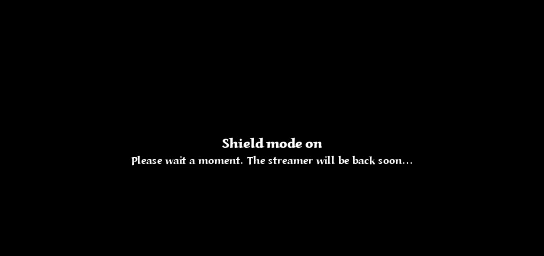 Shield mode on
Please wait a moment. The streamer will be back soon...